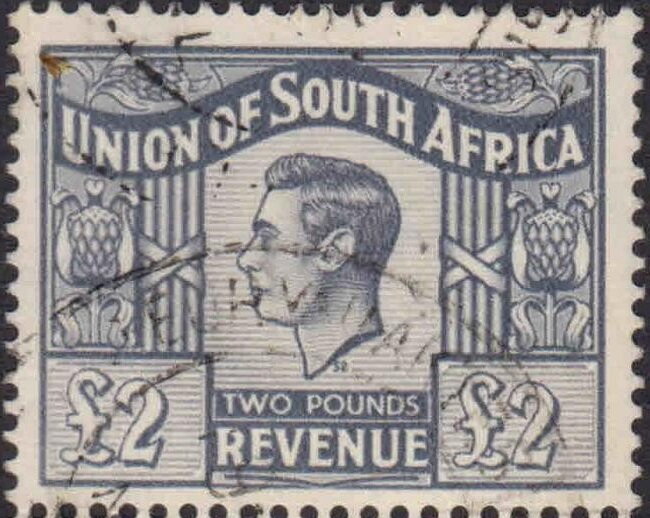 UNION OF SOUTH AFRICA
£2
TWO POUNDS
£2
REVENUE